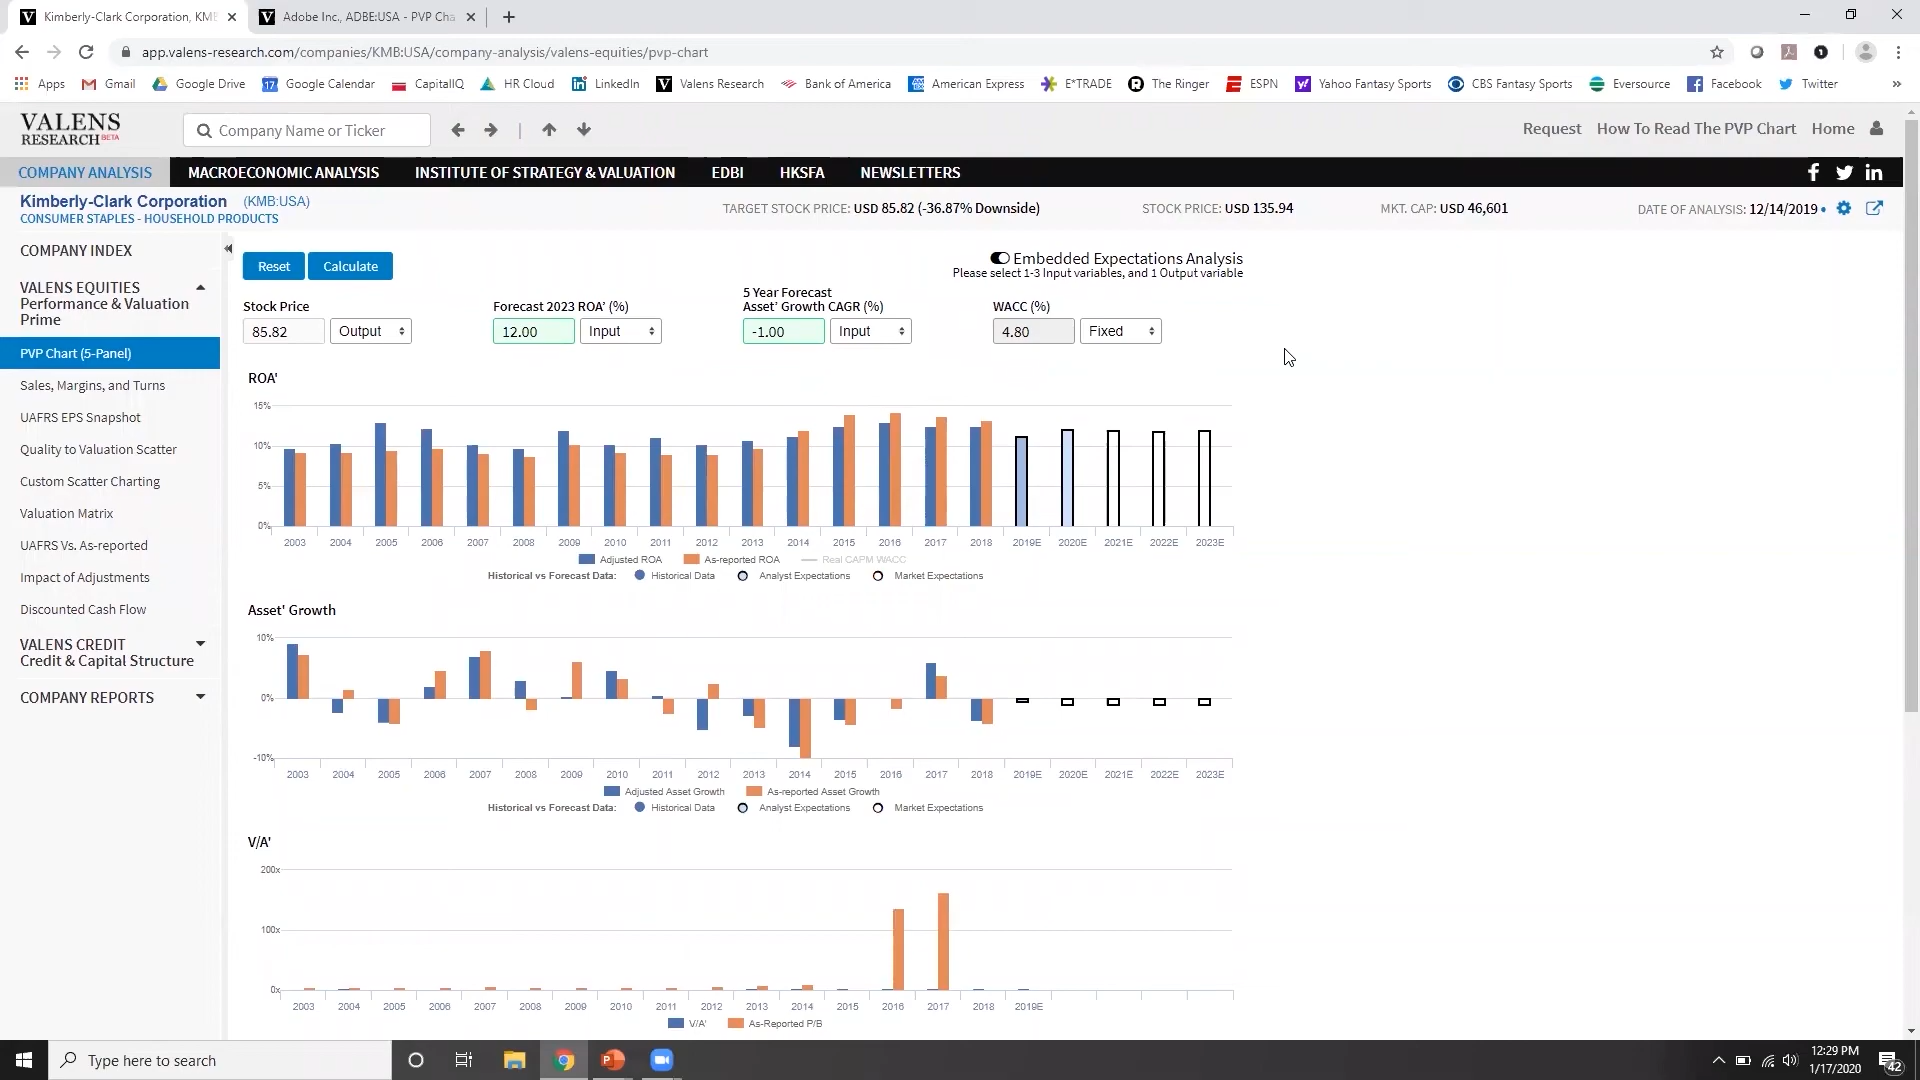 Kimberly-Clark Corporation, KMB
Adobe Inc., ADBE:USA - PVP Cha
app.valens-research.com/companies/KMB:USA/company-analysis/valens-equities/pvp-chart
Apps Gmail Google Drive Google Calendar CapitalIQ HR Cloud LinkedIn Valens Research Bank of America American Express E*TRADE The Ringer ESPN Yahoo Fantasy Sports CBS Fantasy Sports Eversource Facebook Twitter »
VALENS
RESEARCH BETA
Company Name or Ticker
Request How To Read The PVP Chart Home
COMPANY ANALYSIS MACROECONOMIC ANALYSIS INSTITUTE OF STRATEGY & VALUATION EDBI HKSFA NEWSLETTERS
Kimberly-Clark Corporation (KMB:USA)
CONSUMER STAPLES - HOUSEHOLD PRODUCTS
TARGET STOCK PRICE: USD 85.82 (-36.87% Downside) STOCK PRICE: USD 135.94 MKT. CAP: USD 46,601 DATE OF ANALYSIS: 12/14/2019
COMPANY INDEX
VALENS EQUITIES
Performance & Valuation
Prime
PVP Chart (5-Panel)
Sales, Margins, and Turns
UAFRS EPS Snapshot
Quality to Valuation Scatter
Custom Scatter Charting
Valuation Matrix
UAFRS Vs. As-reported
Impact of Adjustments
Discounted Cash Flow
VALENS CREDIT
Credit & Capital Structure
COMPANY REPORTS
Reset Calculate
Embedded Expectations Analysis
Please select 1-3 Input variables, and 1 Output variable
Stock Price
85.82 Output
Forecast 2023 ROA' (%)
12.00 Input
5 Year Forecast
Asset' Growth CAGR (%)
-1.00 Input
WACC (%)
4.80 Fixed
ROA'
15%
10%
5%
0%
2003 2004 2005 2006 2007 2008 2009 2010 2011 2012 2013 2014 2015 2016 2017 2018 2019E 2020E 2021E 2022E 2023E
Adjusted ROA As-reported ROA Real CAPM WACC
Historical vs Forecast Data: Historical Data Analyst Expectations Market Expectations
Asset' Growth
10%
0%
-10%
2003 2004 2005 2006 2007 2008 2009 2010 2011 2012 2013 2014 2015 2016 2017 2018 2019E 2020E 2021E 2022E 2023E
Adjusted Asset Growth As-reported Asset Growth
Historical vs Forecast Data: Historical Data Analyst Expectations Market Expectations
V/A'
200x
100x
0x
2003 2004 2005 2006 2007 2008 2009 2010 2011 2012 2013 2014 2015 2016 2017 2018 2019E
V/A' As-Reported P/B
Type here to search
12:29 PM
1/17/2020
42